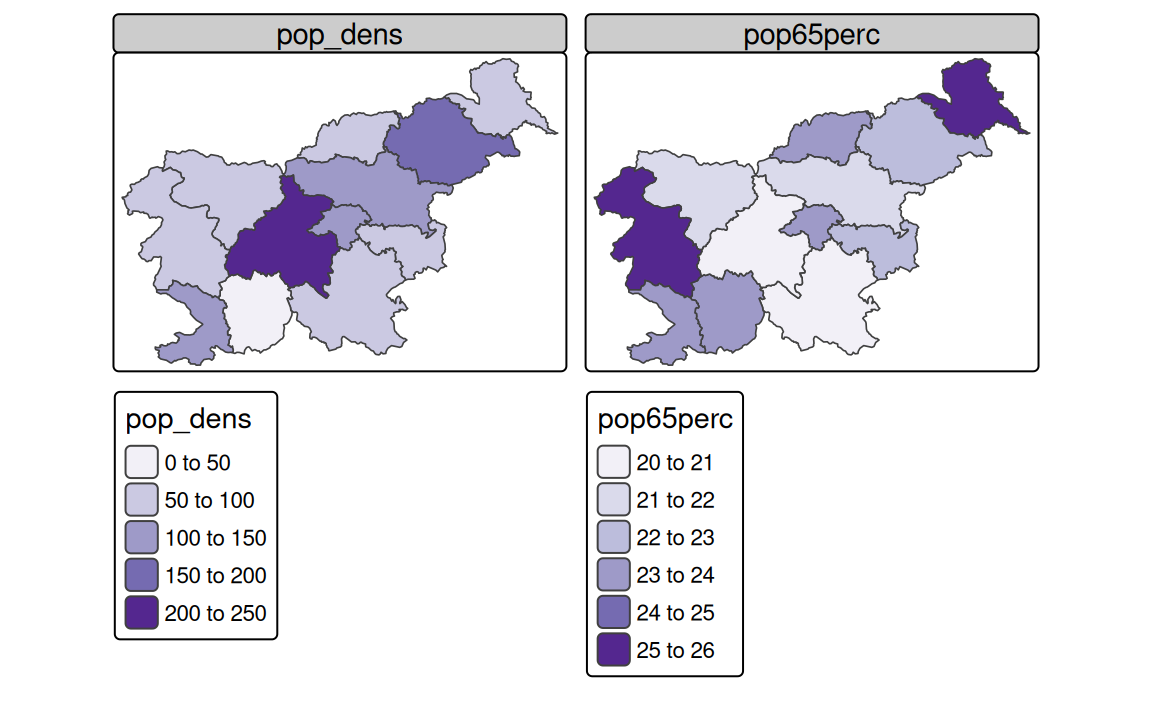 pop_dens
pop65perc
pop_dens
0 to 50
50 to 100
100 to 150
150 to 200
200 to 250
pop65perc
20 to 21
21 to 22
22 to 23
23 to 24
24 to 25
25 to 26